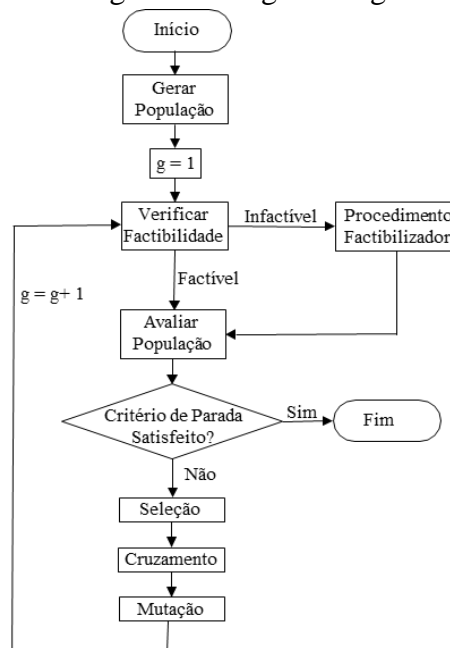 Início
Gerar
População
g = 1
Verificar
Factibilidade
Infactível
Procedimento
Factibilizador
Factível
g = g+ 1
Avaliar
População
Critério de Parada
Satisfeito?
Sim
Fim
Não
Seleção
Cruzamento
Mutação